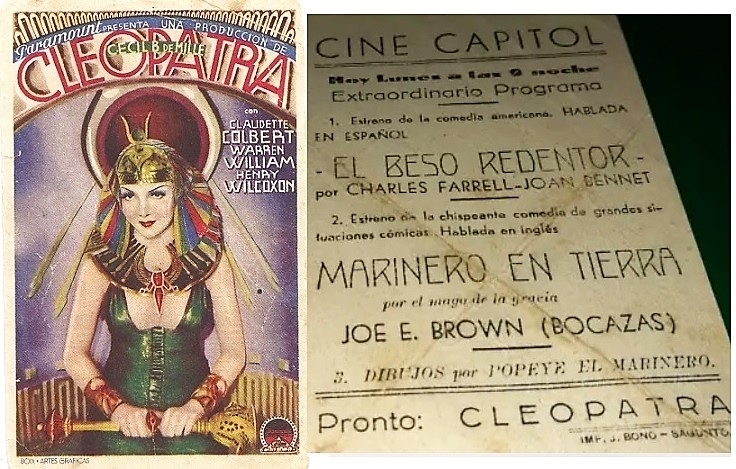 Paramount PRESENTA UNA PRODUCCION DE
CECIL B DE MILLE
CLEOPATRA
con
CLAUDETTE
COLBERT
WARREN
WILLIAM
HENRY
WILCOXON
BOIX - ARTES GRAFICAS
CINE CAPITOL
Hoy Lunes a las 9 noche
Extraordinario Programa
1. Estreno de la comedia americana. HABLADA
EN ESPAÑOL
- EL BESO REDENTOR -
por CHARLES FARRELL-JOAN BENNET
2. Estreno de la chispeante comedia de grandes si-
tuaciones cómicas. Hablada en inglés
MARINERO EN TIERRA
por el mago de la gracia
JOE E. BROWN (BOCAZAS)
3. DIBUJOS por POPEYE EL MARINERO.
Pronto: CLEOPATRA
IMP. J. BONO - SAGUNTO